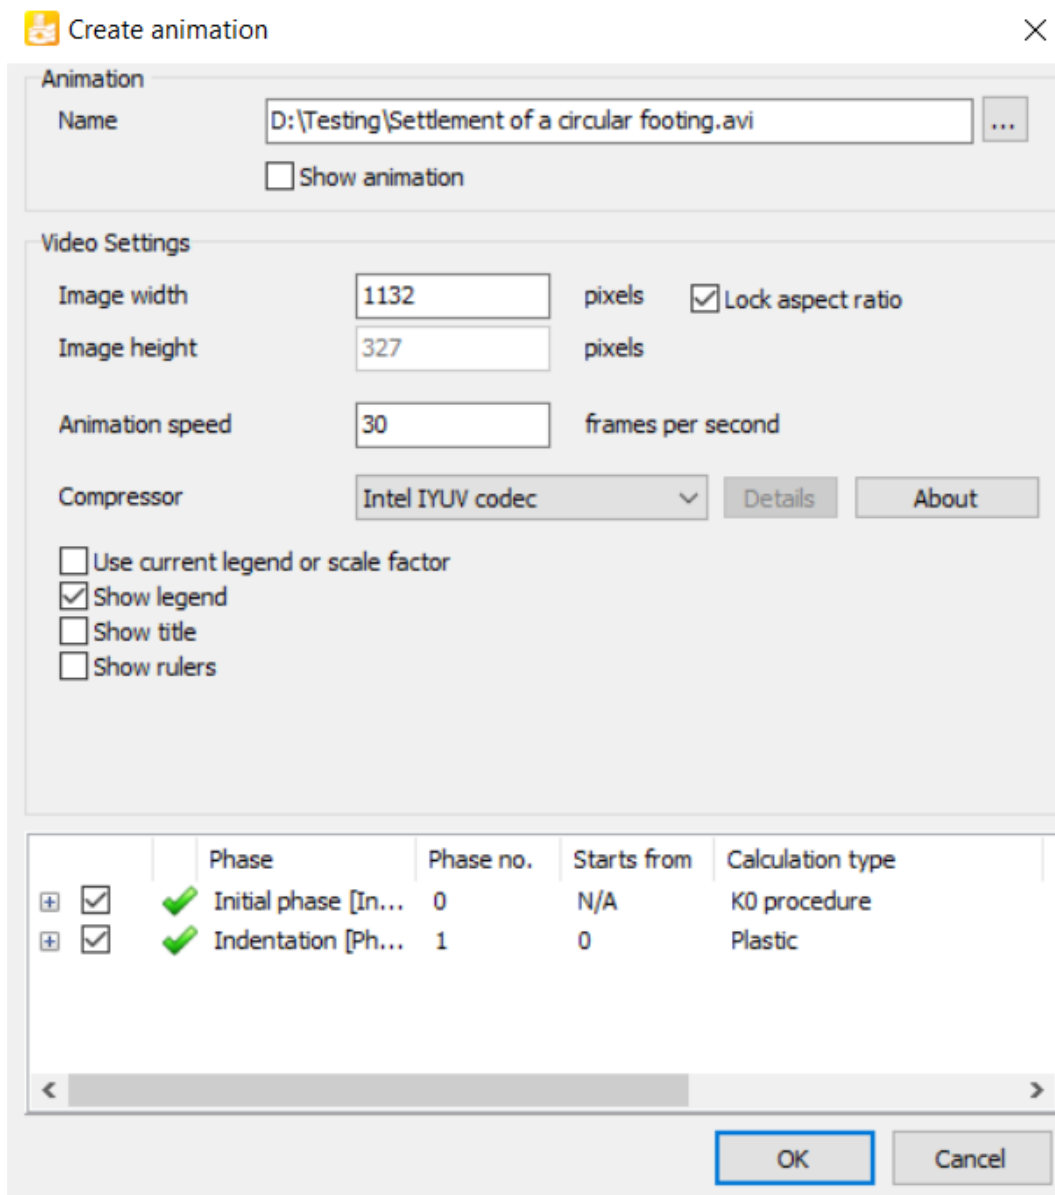 Create animation
Animation
Name D:\Testing\Settlement of a circular footing.avi ...
Show animation
Video Settings
Image width 1132 pixels Lock aspect ratio
Image height 327 pixels
Animation speed 30 frames per second
Compressor Intel IYUV codec Details About
Use current legend or scale factor
Show legend
Show title
Show rulers
Phase Phase no. Starts from Calculation type
Initial phase [In... 0 N/A K0 procedure
Indentation [Ph... 1 0 Plastic
OK Cancel